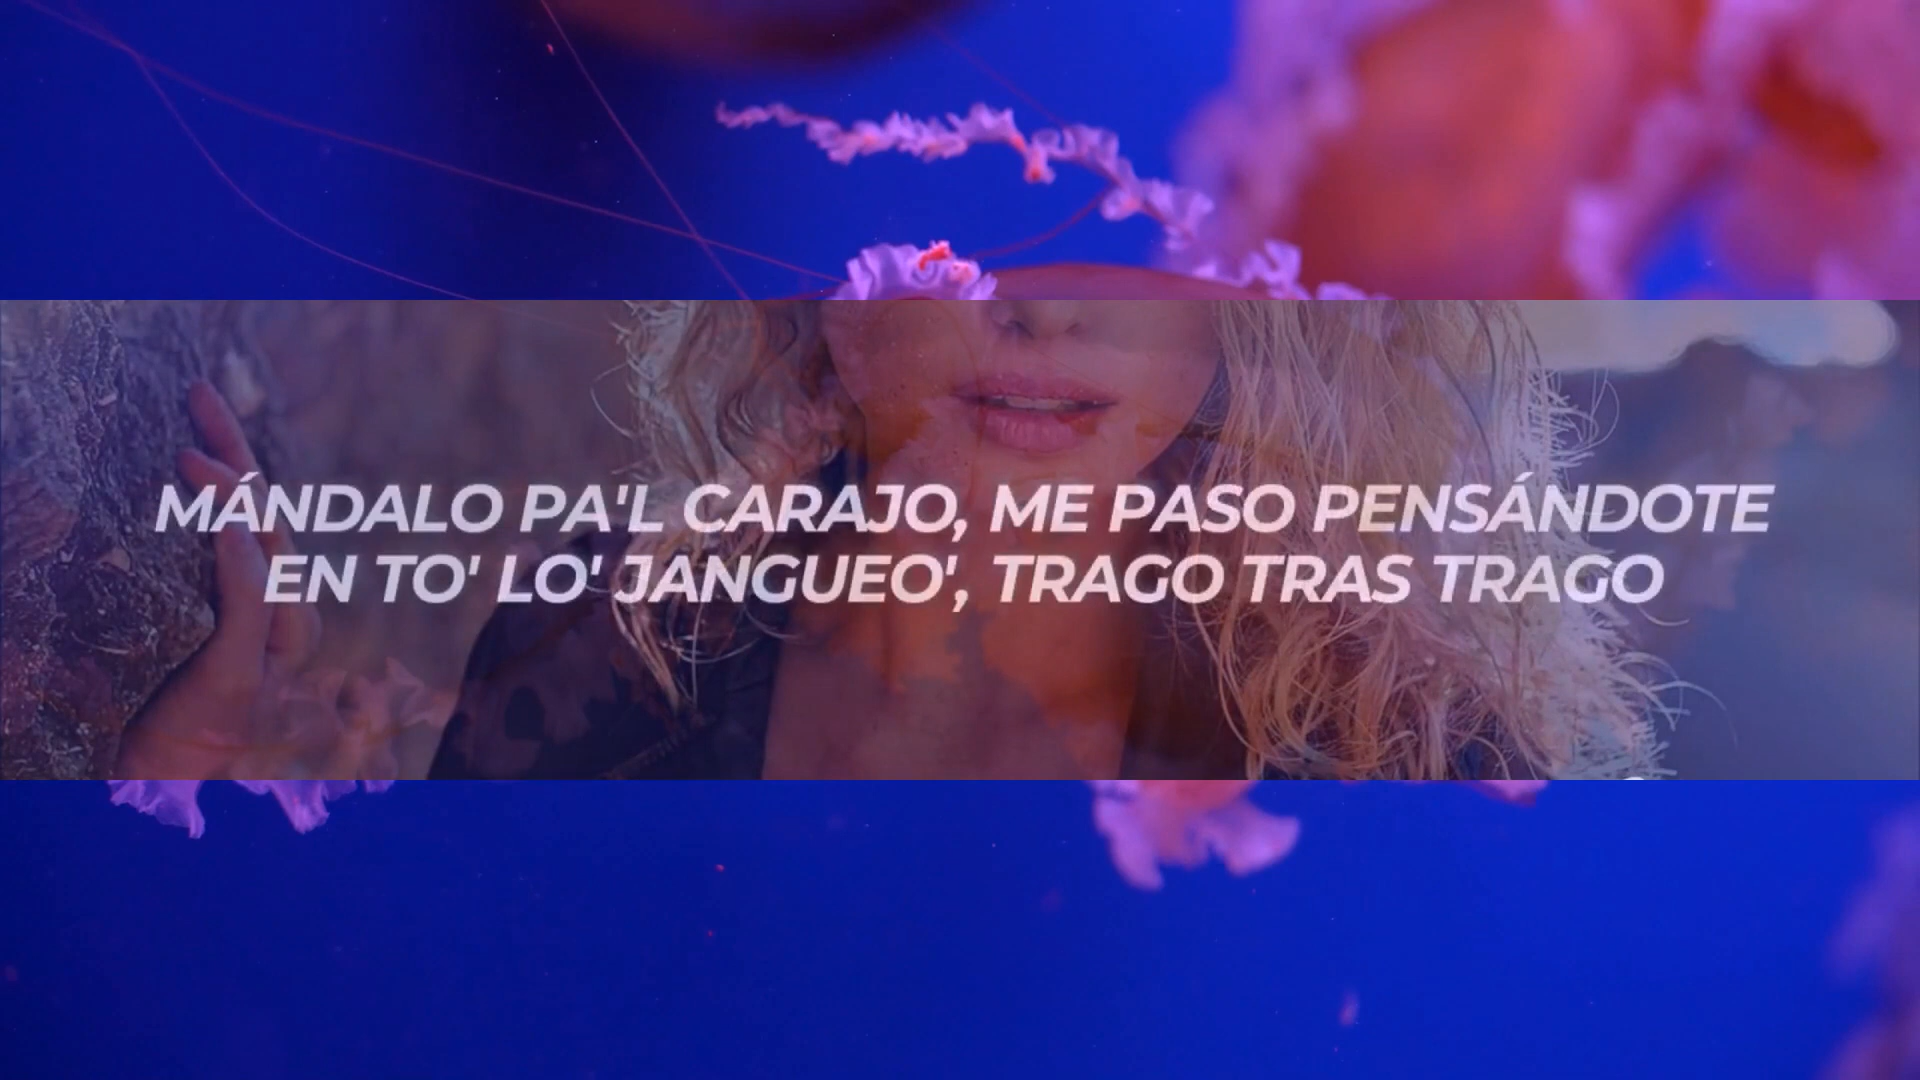 MÁNDALO PA'L CARAJO, ME PASO PENSÁNDOTE
EN TO' LO' JANGUEO', TRAGO TRAS TRAGO